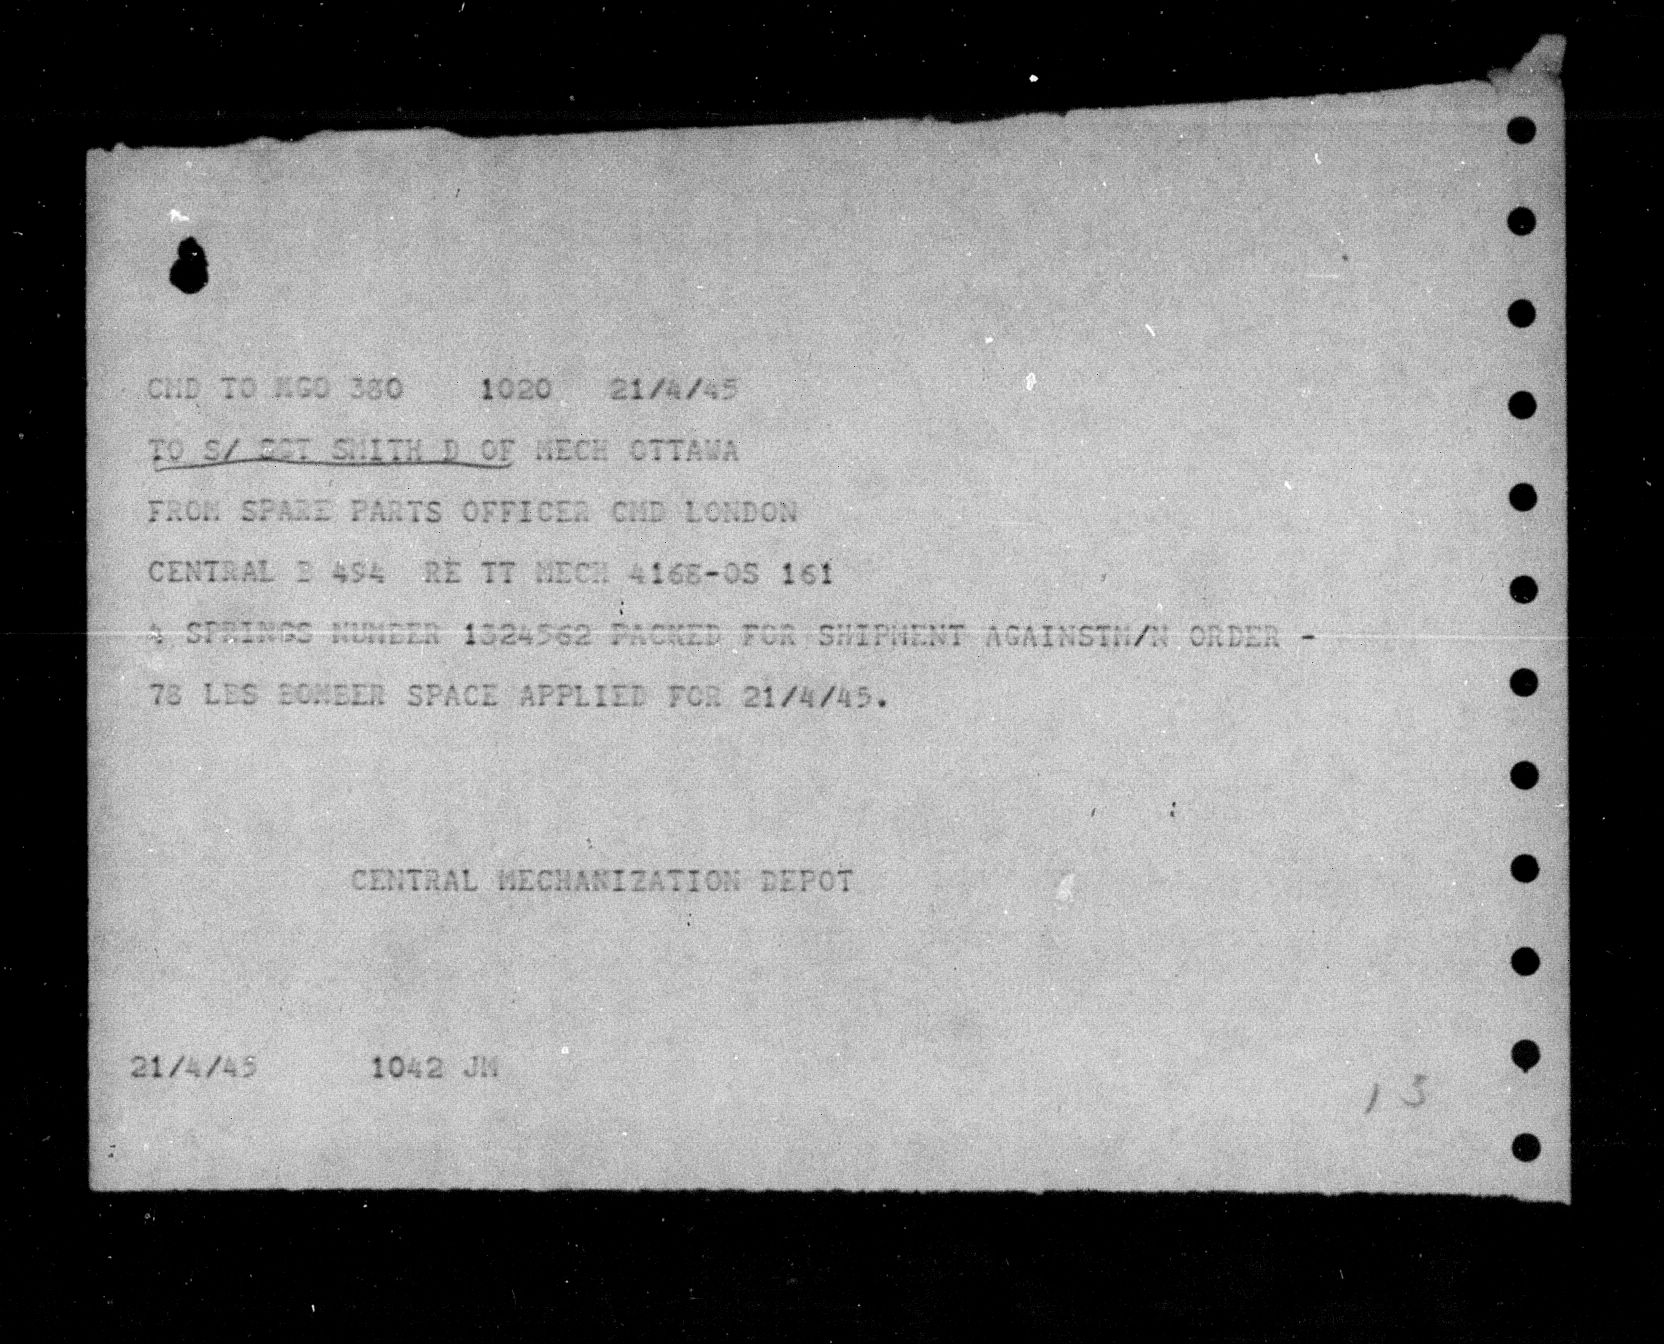 CMD TO MGO 380 1020 21/4/45
TO S/ SGT SMITH D OF MECH OTTAWA
FROM SPARE PARTS OFFICER CMD LONDON
CENTRAL B 494 RE TT MECH 4168-OS 161
4 SPRINGS NUMBER 1324562 PACKED FOR SHIPMENT AGAINSTM/N ORDER -
78 LBS BOMBER SPACE APPLIED FOR 21/4/45.
CENTRAL MECHANIZATION DEPOT
21/4/45 1042 JM
13